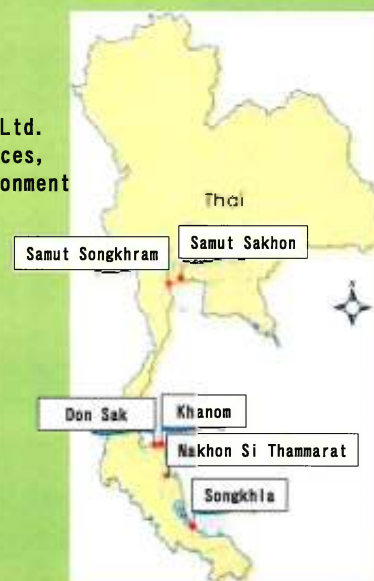 Ltd.
ces,
onment
Thai
Samut Songkhram
Samut Sakhon
N
Don Sak
Khanom
Nakhon Si Thammarat
Songkhla